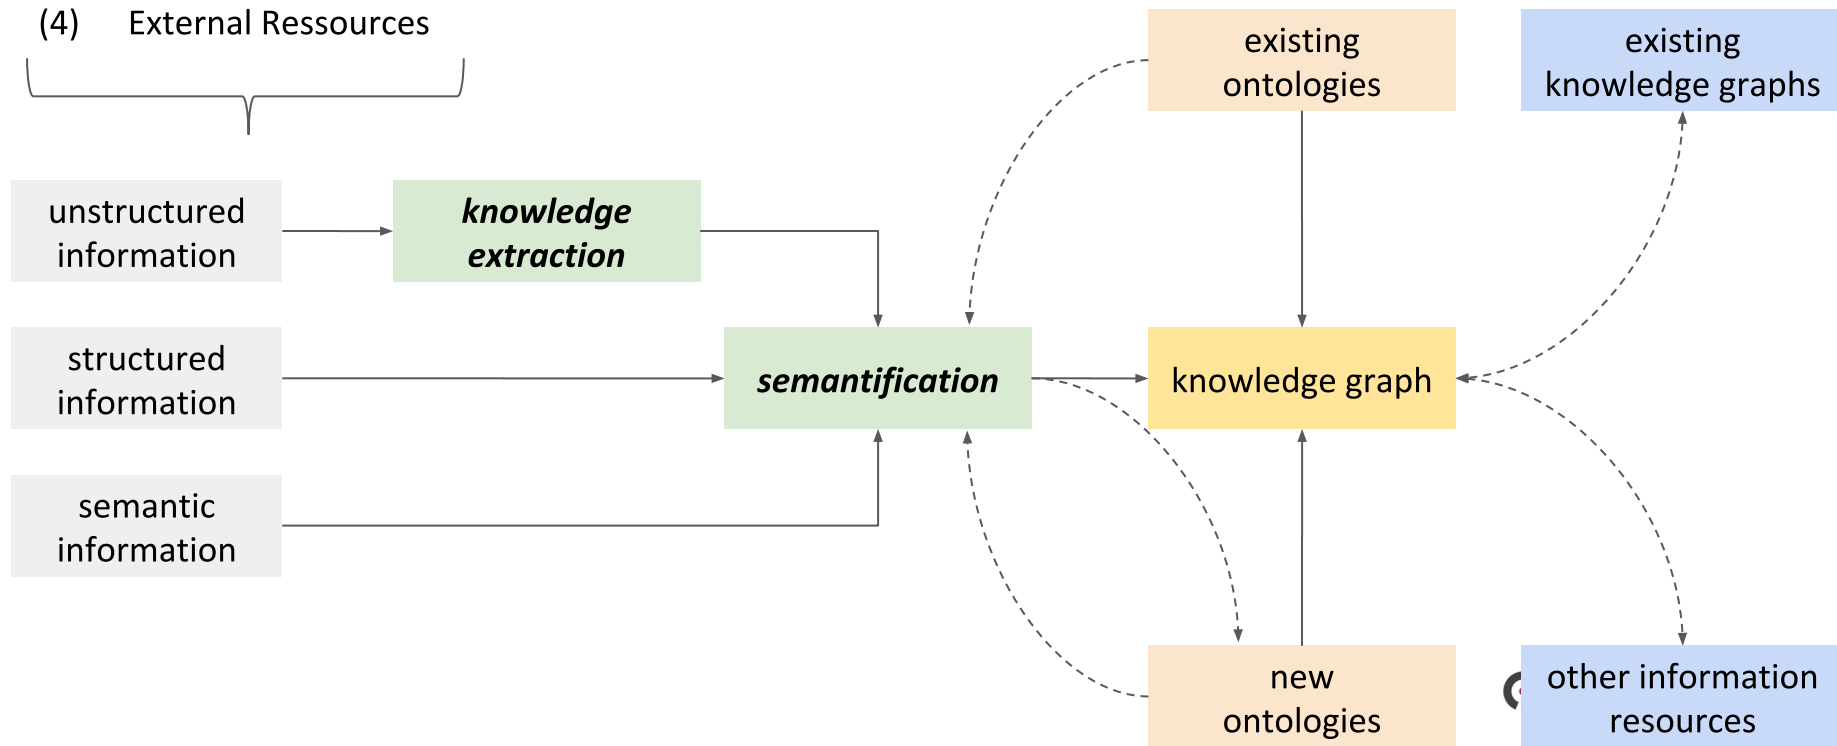 (4) External Ressources
existing
ontologies
existing
knowledge graphs
unstructured
information
knowledge
extraction
structured
information
semantification
knowledge graph
semantic
information
new
ontologies
other information
resources